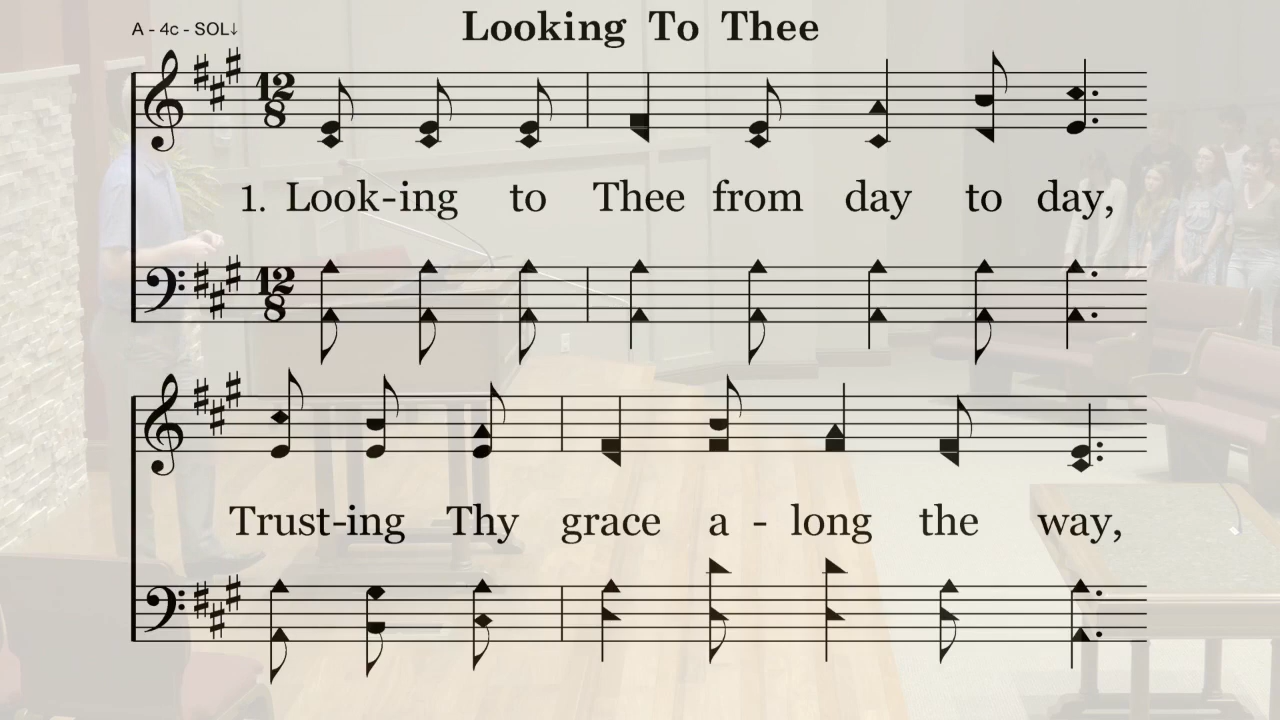 Looking To Thee
A - 4c - SOL↓
12
8
1. Look-ing to Thee from day to day,
12
8
Trust-ing Thy grace a - long the way,